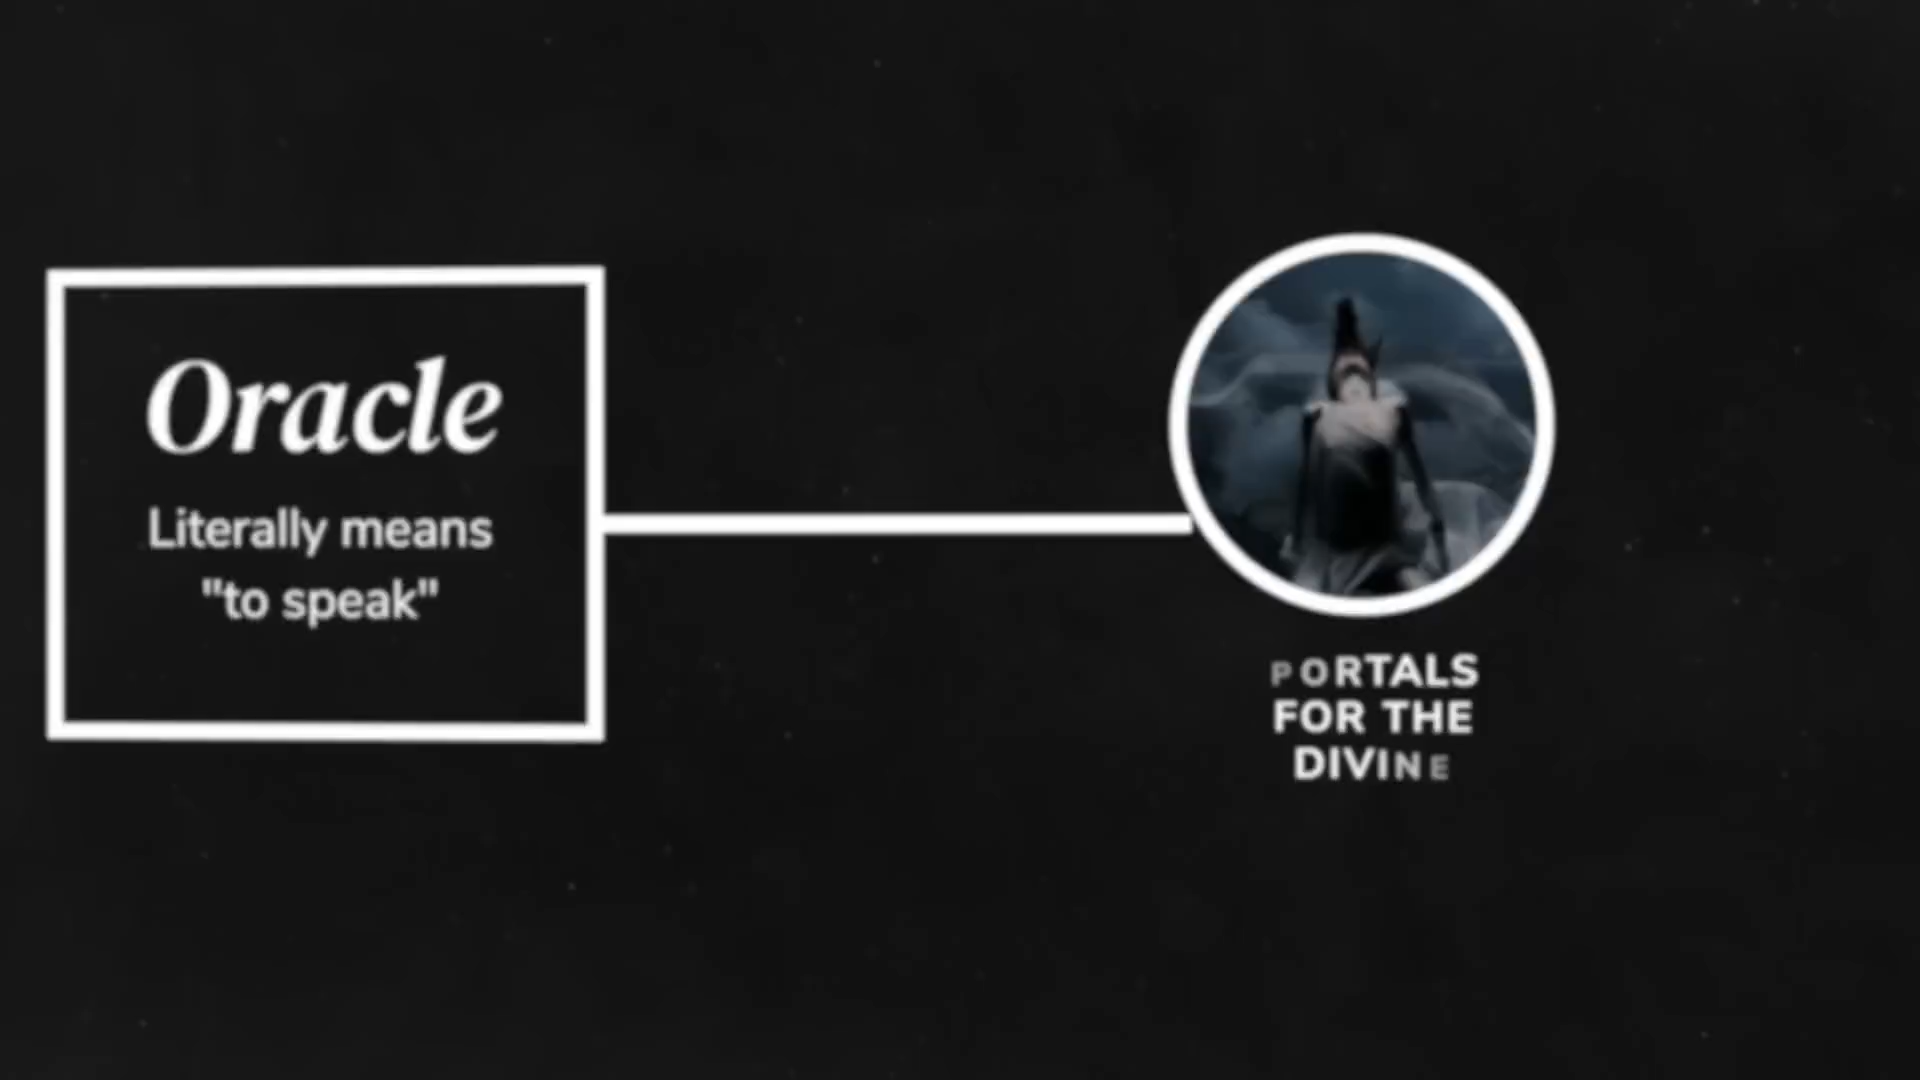 Oracle
Literally means
"to speak"
PORTALS
FOR THE
DIVINE